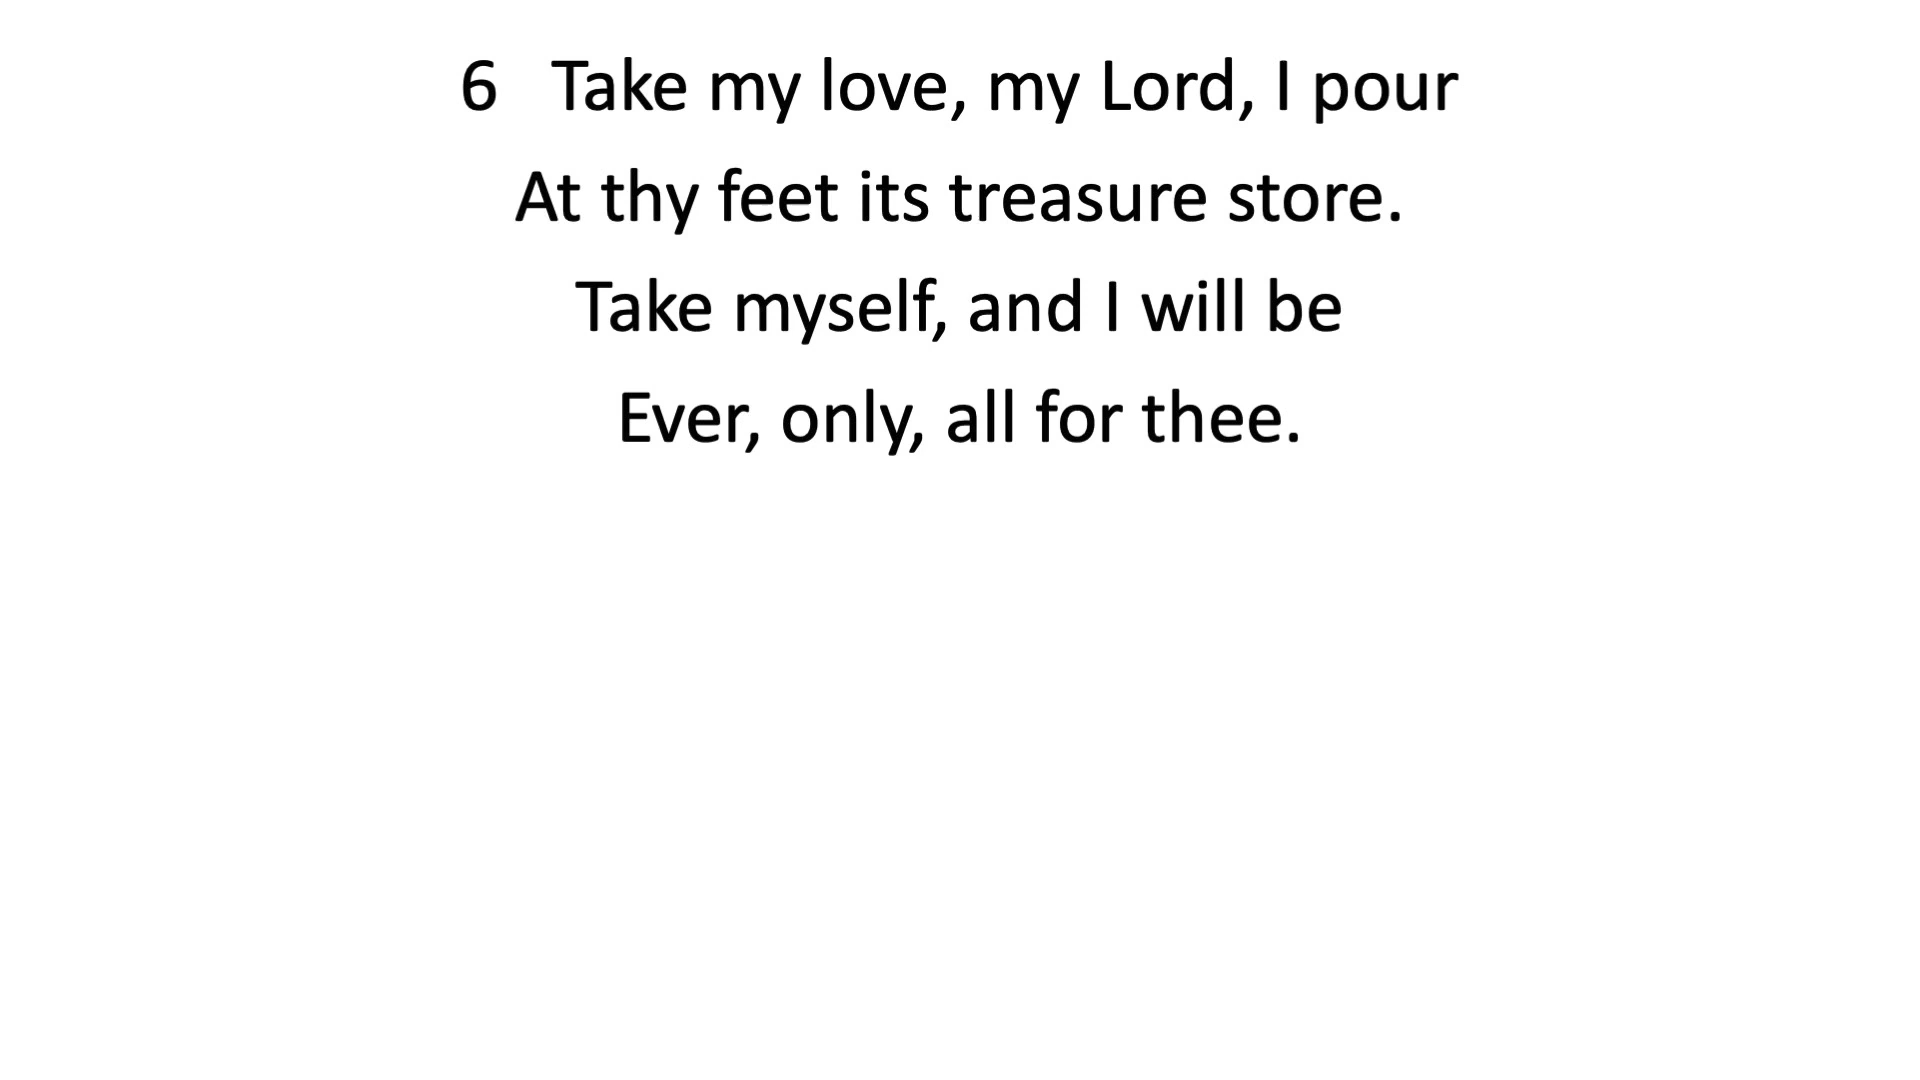 6 Take my love, my Lord, I pour
At thy feet its treasure store.
Take myself, and I will be
Ever, only, all for thee.